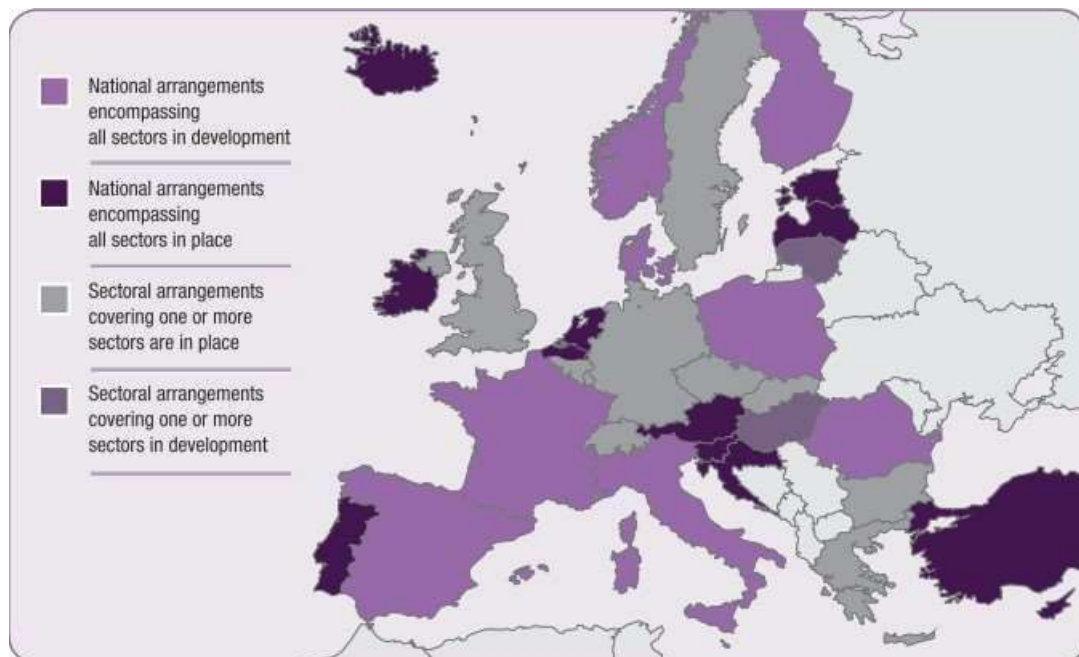 National arrangements
encompassing
all sectors in development
National arrangements
encompassing
all sectors in place
Sectoral arrangements
covering one or more
sectors are in place
Sectoral arrangements
covering one or more
sectors in development